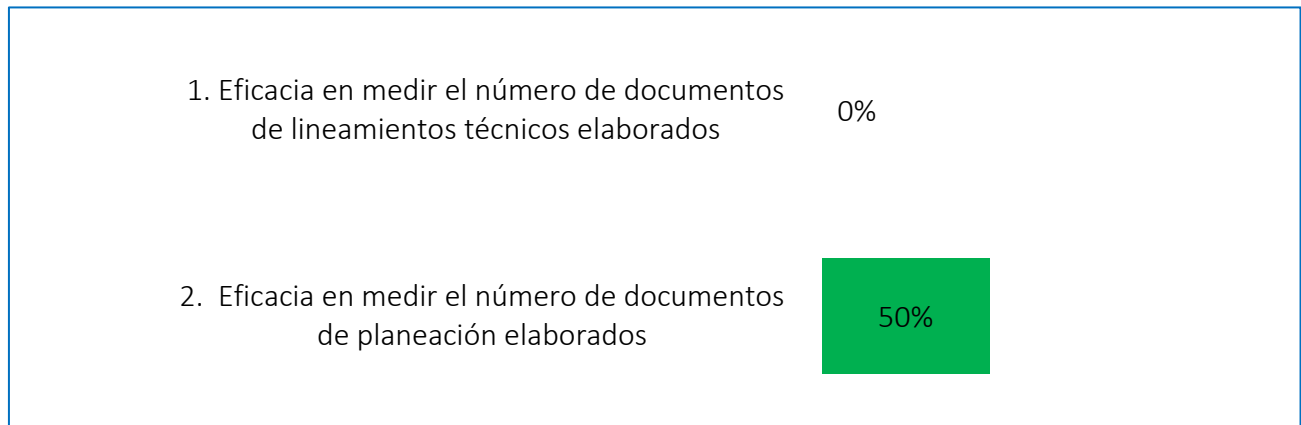 1. Eficacia en medir el número de documentos
de lineamientos técnicos elaborados
0%
2. Eficacia en medir el número de documentos
de planeación elaborados
50%